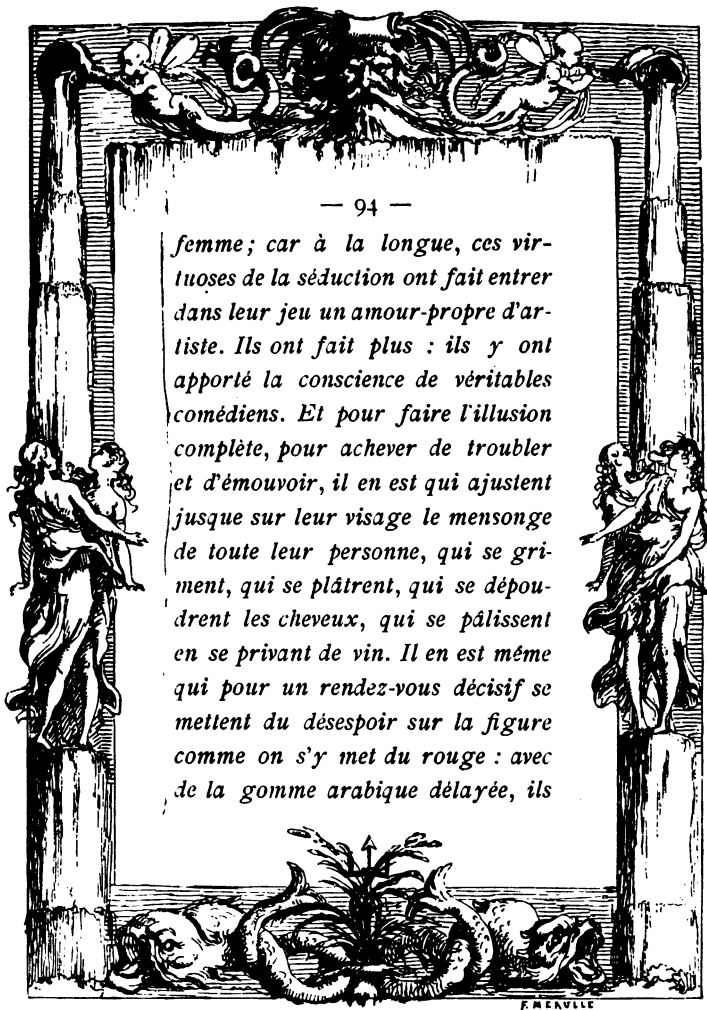 — 94 —
femme; car à la longue, ces vir-
tuoses de la séduction ont fait entrer
dans leur jeu un amour-propre d'ar-
tiste. Ils ont fait plus : ils y ont
apporté la conscience de véritables
comédiens. Et pour faire l'illusion
complète, pour achever de troubler
et d'émouvoir, il en est qui ajustent
jusque sur leur visage le mensonge
de toute leur personne, qui se gri-
ment, qui se plâtrent, qui se dépou-
drent les cheveux, qui se pâlissent
en se privant de vin. Il en est même
qui pour un rendez-vous décisif se
mettent du désespoir sur la figure
comme on s'y met du rouge : avec
de la gomme arabique délayée, ils
F. MEAULLE